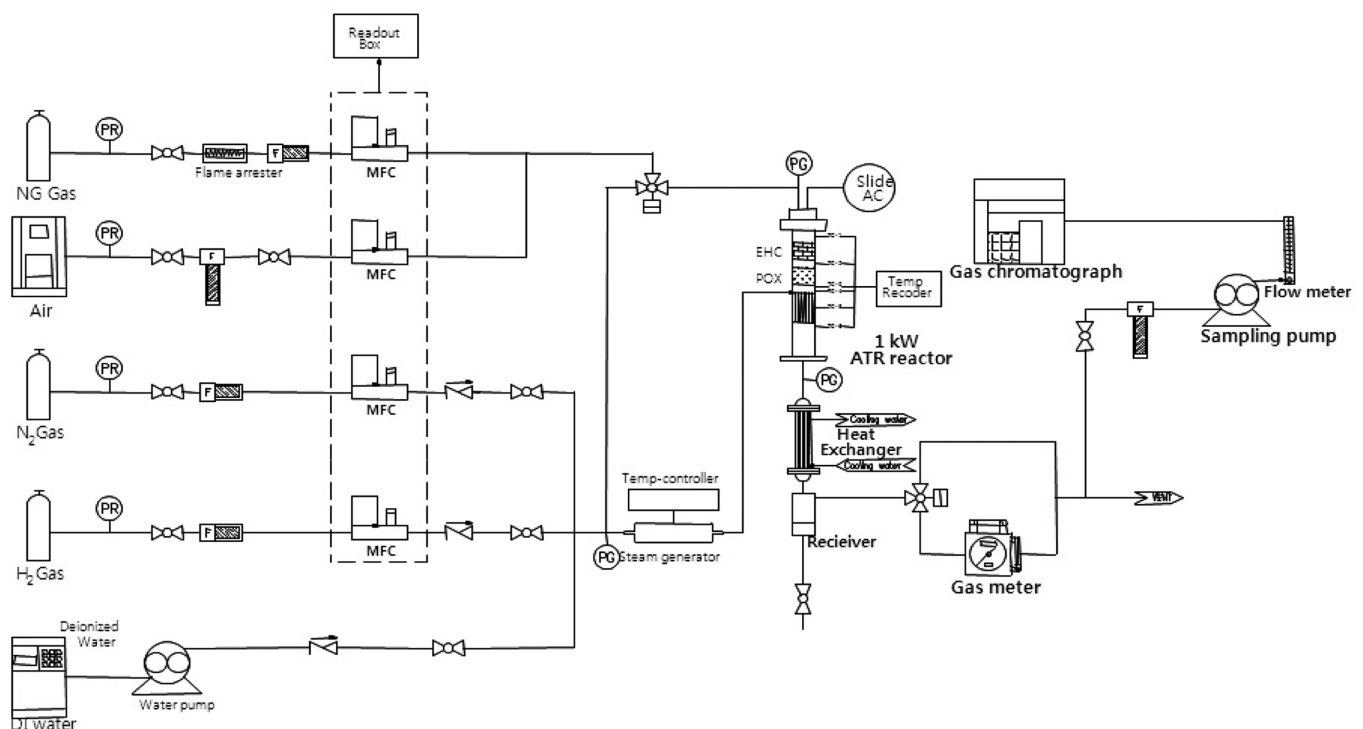 Readout
Box
PR
NG Gas
Flame arrester
F
MFC
PR
Air
F
MFC
PG
Slide
AC
EHC
POX
Temp
Recoder
1 kW
ATR reactor
PG
Gas chromatograph
Flow meter
F
Sampling pump
PR
N2Gas
F
MFC
Cooling water
Heat
Exchanger
Cooling water
PR
H2Gas
F
MFC
Temp-controller
PG
Steam generator
Recieiver
VENT
Gas meter
Deionized
Water
Water pump
DI water